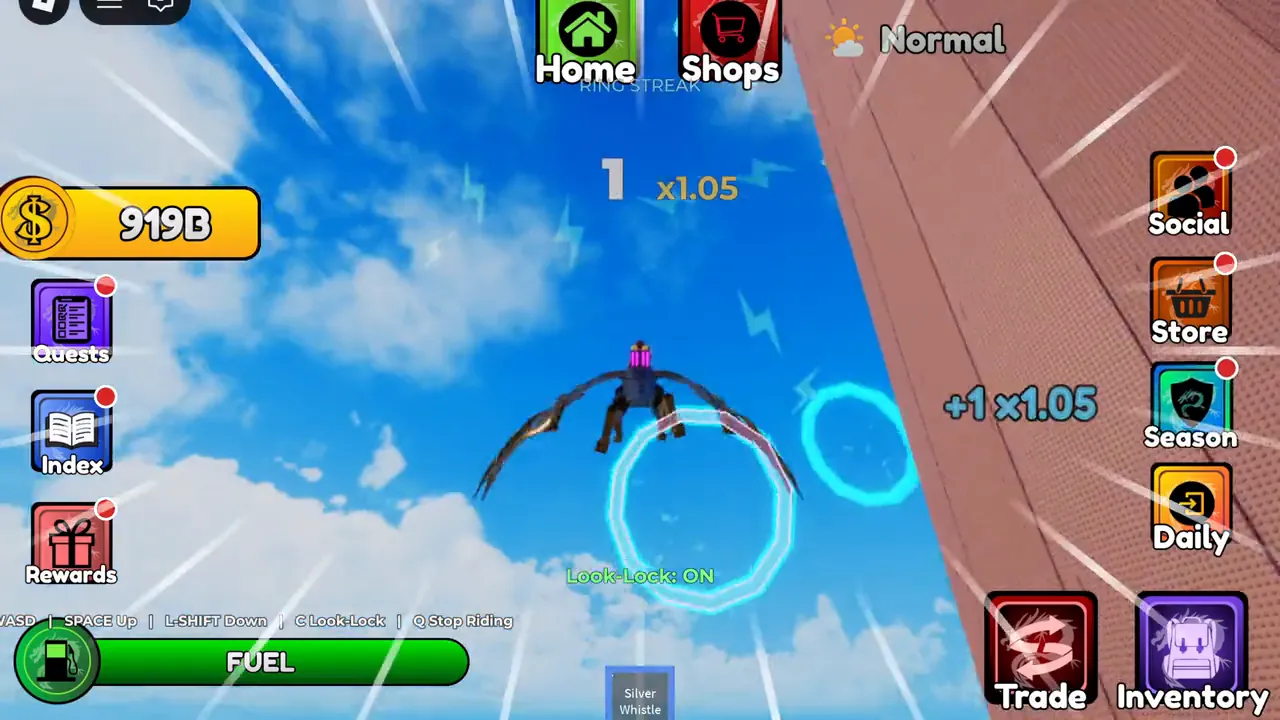 Home
Shops
Normal
RING STREAK
1 x1.05
919B
Social
Quests
Store
+1 x1.05
Index
Season
Daily
Rewards
Look-Lock: ON
WASD | SPACE Up | L-SHIFT Down | C Look-Lock | Q Stop Riding
FUEL
Silver
Whistle
Trade
Inventory